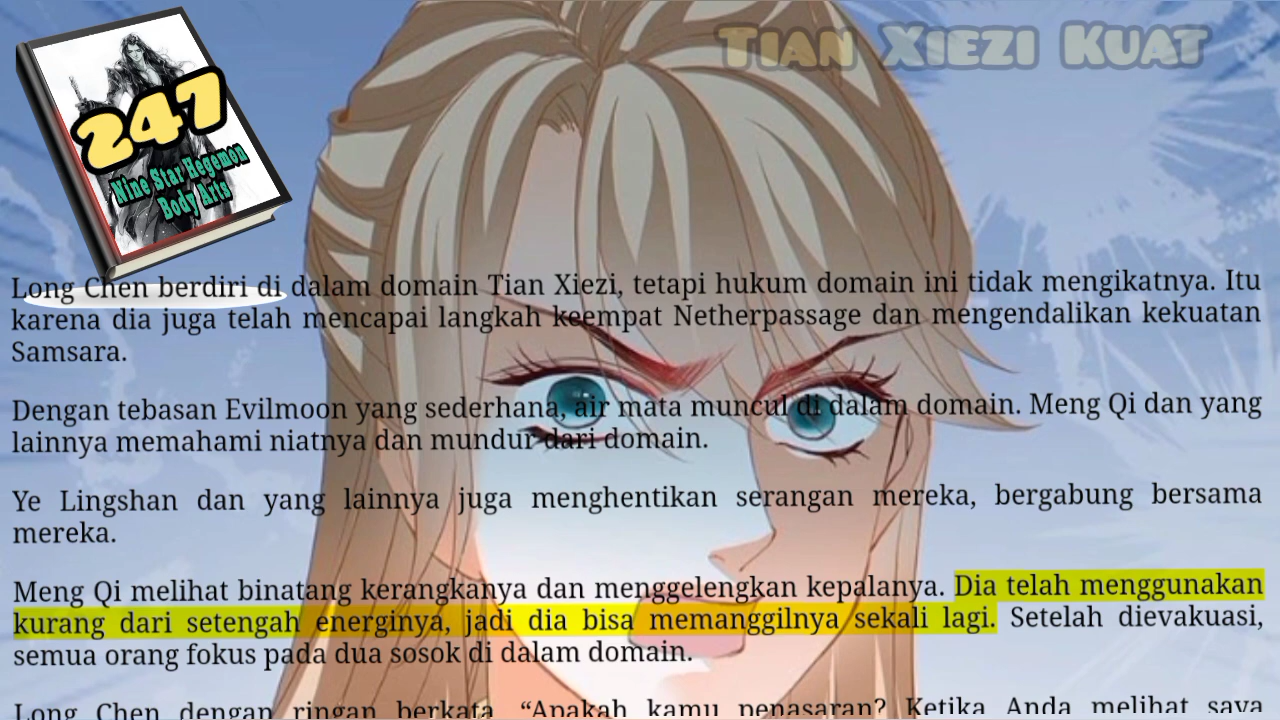 Tian Xiezi Kuat
247
Nine Star Hegemon
Body Arts
Long Chen berdiri di dalam domain Tian Xiezi, tetapi hukum domain ini tidak mengikatnya. Itu
karena dia juga telah mencapai langkah keempat Netherpassage dan mengendalikan kekuatan
Samsara.
Dengan tebasan Evilmoon yang sederhana, air mata muncul di dalam domain. Meng Qi dan yang
lainnya memahami niatnya dan mundur dari domain.
Ye Lingshan dan yang lainnya juga menghentikan serangan mereka, bergabung bersama
mereka.
Meng Qi melihat binatang kerangkanya dan menggelengkan kepalanya. Dia telah menggunakan
kurang dari setengah energinya, jadi dia bisa memanggilnya sekali lagi. Setelah dievakuasi,
semua orang fokus pada dua sosok di dalam domain.
Long Chen dengan ringan berkata, “Apakah kamu penasaran? Ketika Anda melihat saya